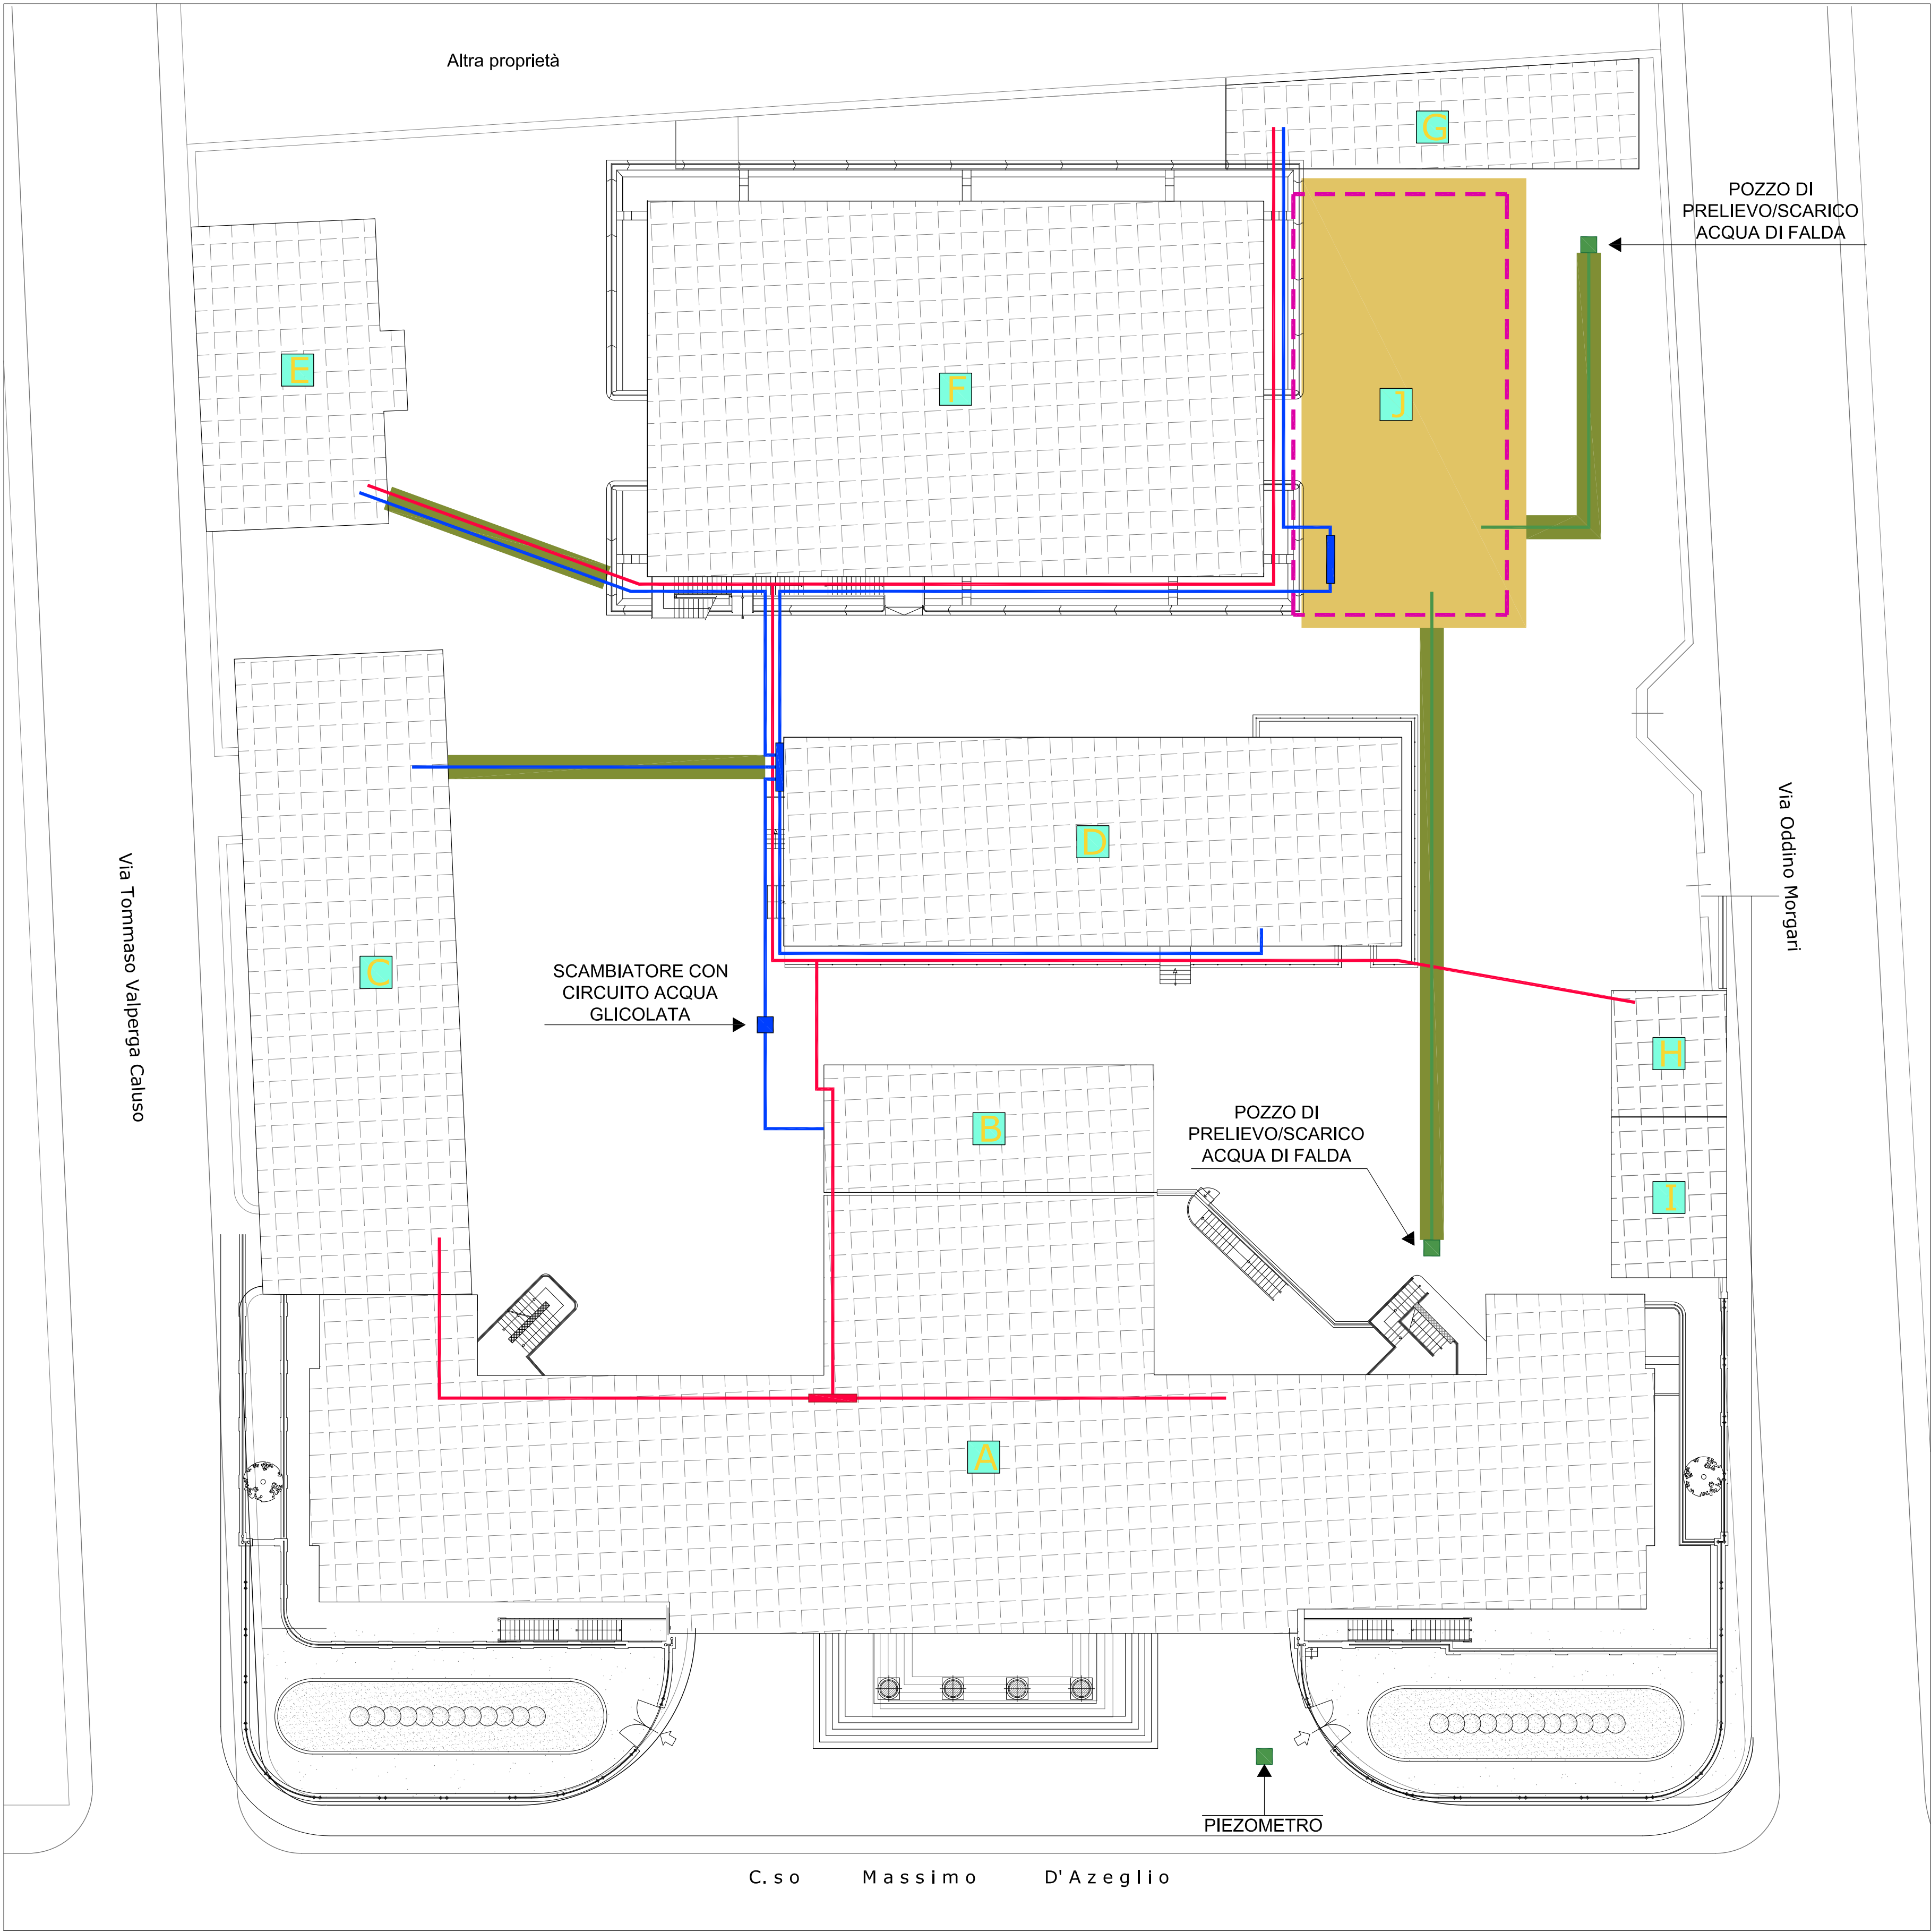 Altra proprietà
G
POZZO DI
PRELIEVO/SCARICO
ACQUA DI FALDA
E
F
J
Via Tommaso Valperga Caluso
Via Oddino Morgari
D
C
SCAMBIATORE CON
CIRCUITO ACQUA
GLICOLATA
H
B
POZZO DI
PRELIEVO/SCARICO
ACQUA DI FALDA
I
A
PIEZOMETRO
C.so Massimo D'Azeglio